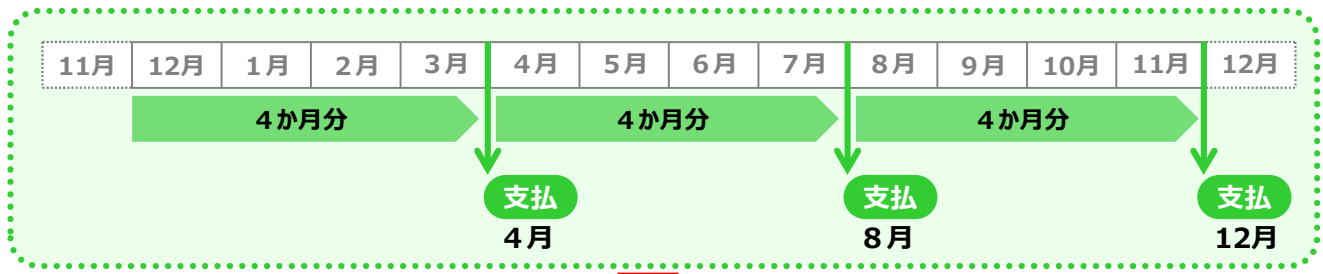 11月 12月 1月 2月 3月 4月 5月 6月 7月 8月 9月 10月 11月 12月
4か月分 4か月分 4か月分
支払 支払 支払
4月 8月 12月